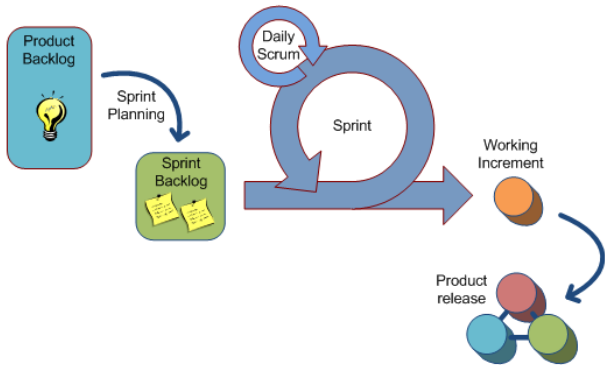 Product
Backlog
Sprint
Planning
Sprint
Backlog
Daily
Scrum
Sprint
Working
Increment
Product
release